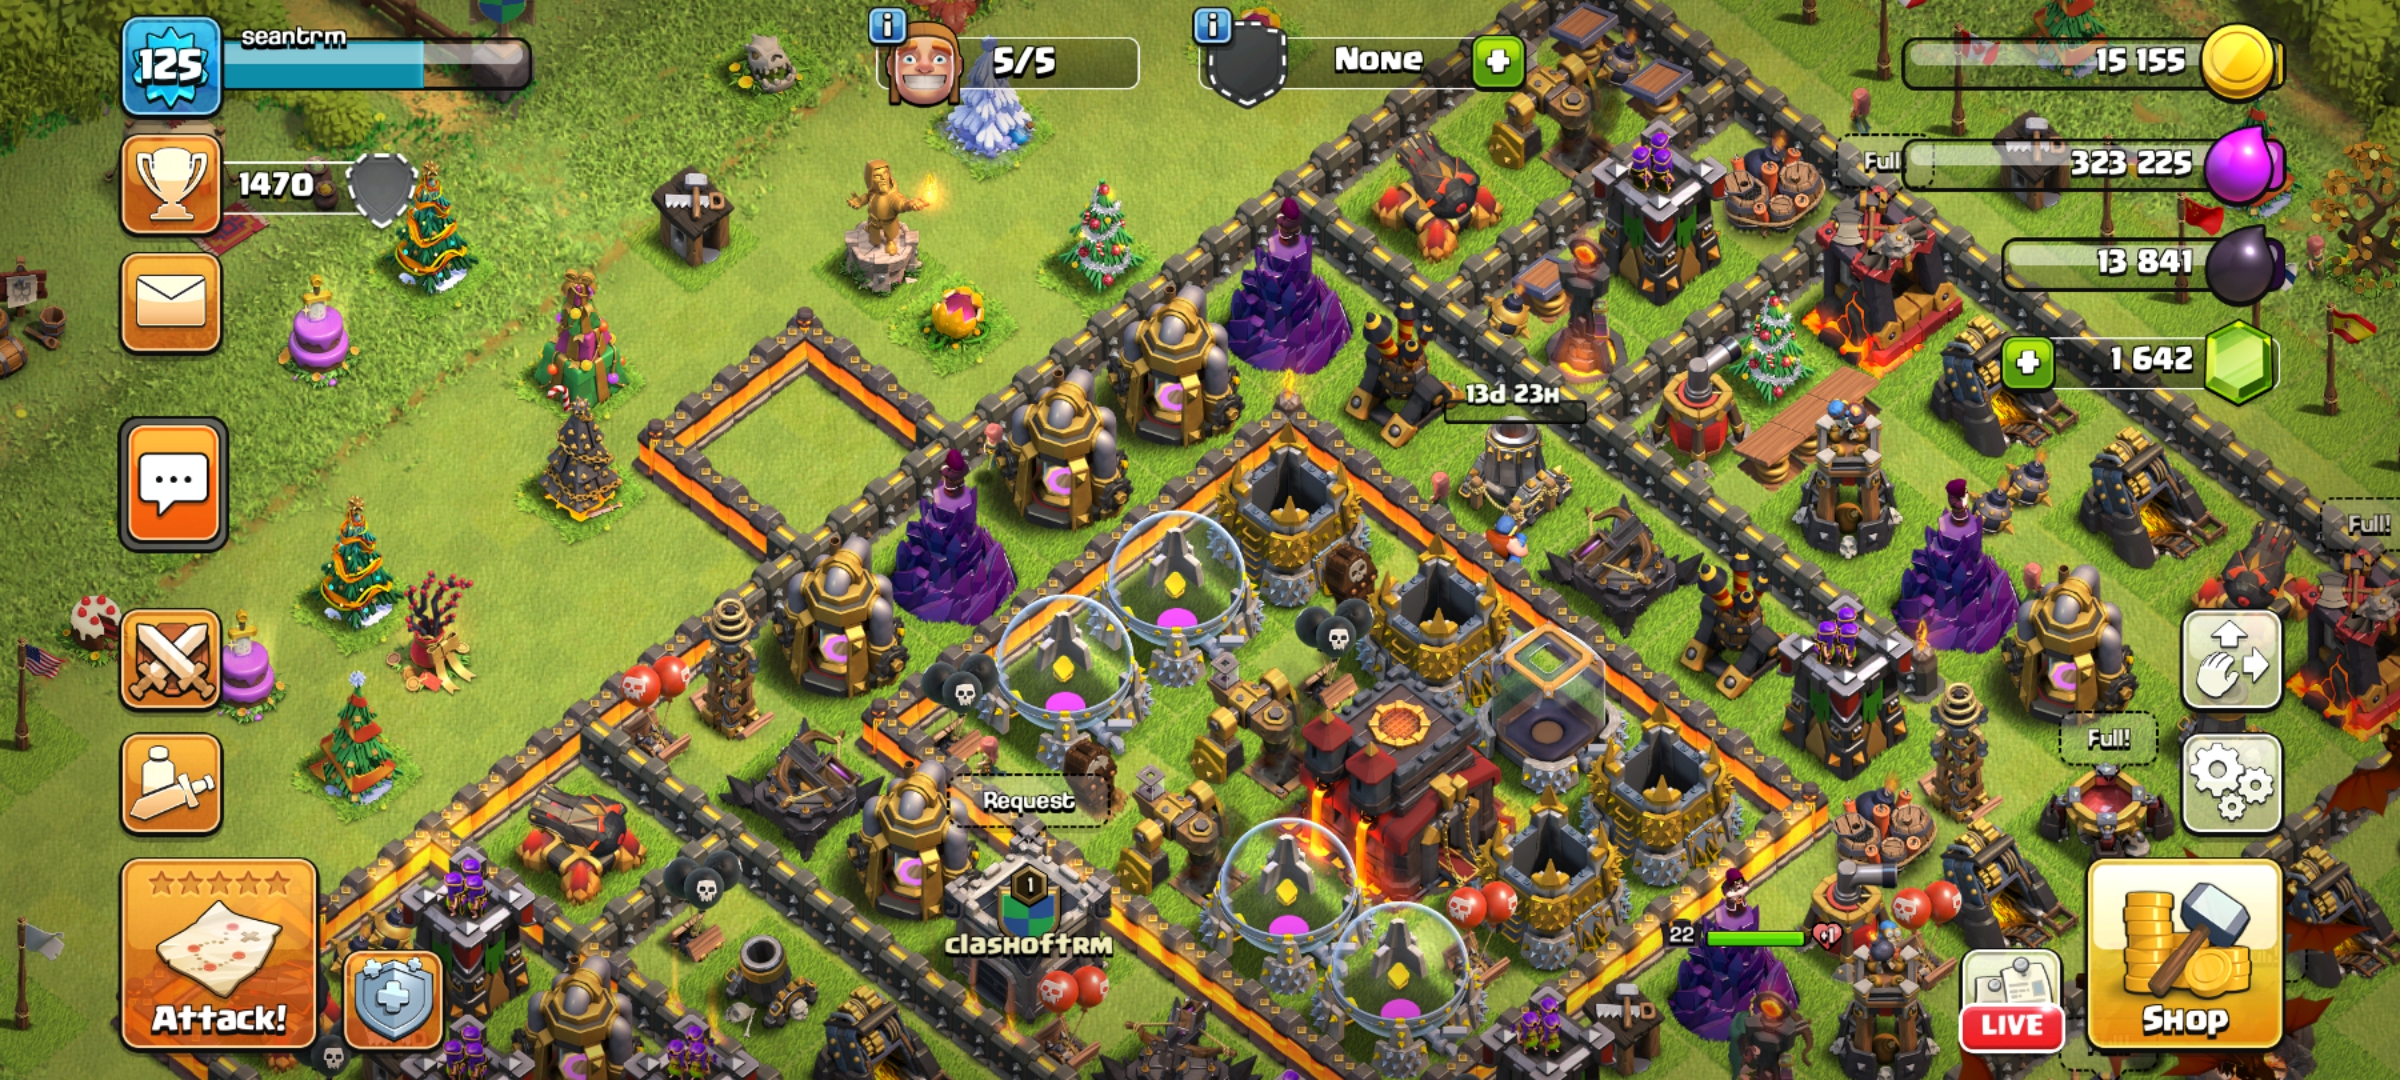 seantrm
125
5/5
None
15 155
1470
Full
323 225
13 841
1 642
13d 23H
Full!
Full!
Request
1
clashoftrm
22
+1
Attack!
LIVE
Shop